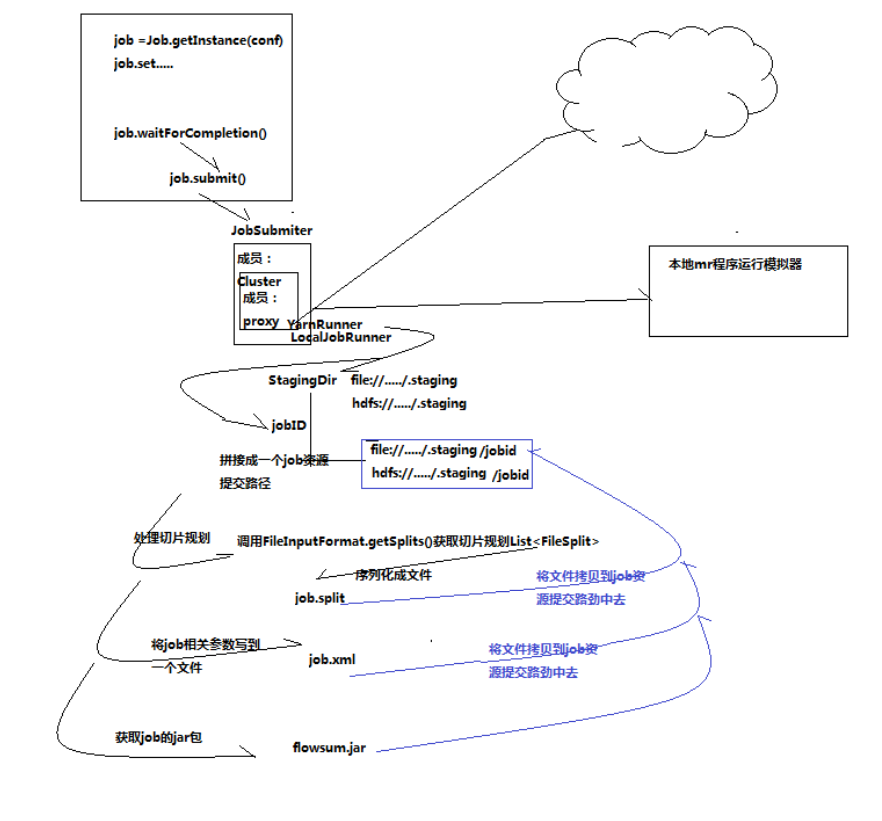 job =Job.getInstance(conf)
job.set.....
job.waitForCompletion()
job.submit()
JobSubmiter
成员：
Cluster
成员：
proxy
YarnRunner
LocalJobRunner
本地mr程序运行模拟器
StagingDir
file://...../.staging
hdfs://...../.staging
jobID
拼接成一个job资源
提交路径
file://...../.staging /jobid
hdfs://...../.staging /jobid
处理切片规划
调用FileInputFormat.getSplits()获取切片规划List<FileSplit>
序列化成文件
job.split
将文件拷贝到job资
源提交路劲中去
将job相关参数写到
一个文件
job.xml
将文件拷贝到job资
源提交路劲中去
获取job的jar包
flowsum.jar